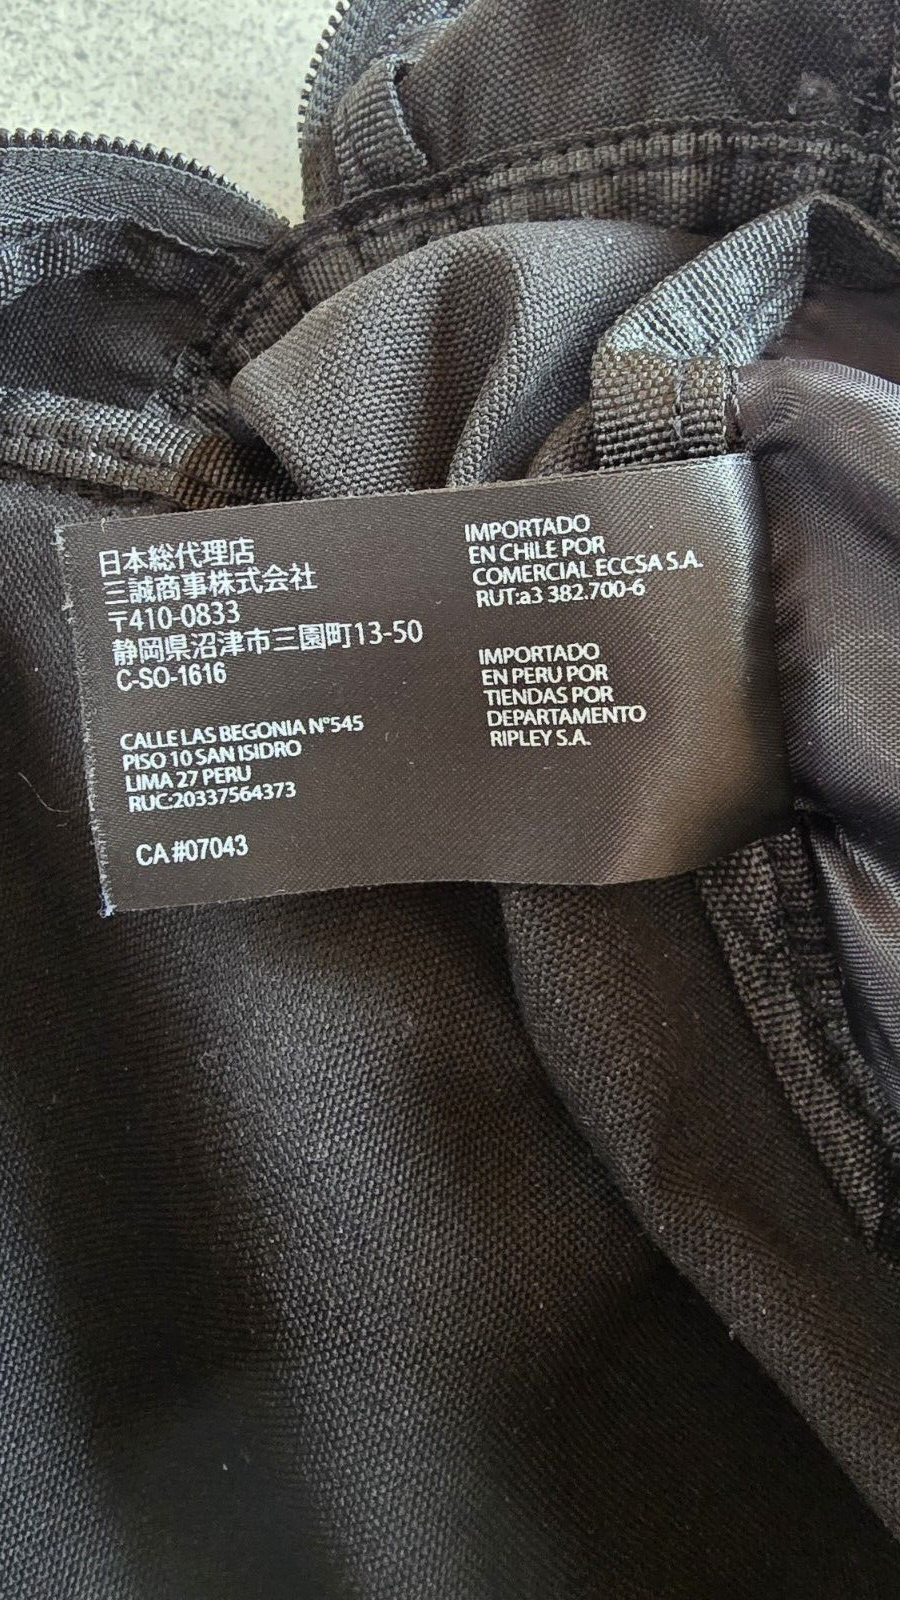 日本総代理店
三誠商事株式会社
〒410-0833
静岡県沼津市三園町13-50
C-SO-1616
CALLE LAS BEGONIA N°545
PISO 10 SAN ISIDRO
LIMA 27 PERU
RUC:20337564373
CA #07043
IMPORTADO
EN CHILE POR
COMERCIAL ECCSA S.A.
RUT:a3 382.700-6
IMPORTADO
EN PERU POR
TIENDAS POR
DEPARTAMENTO
RIPLEY S.A.